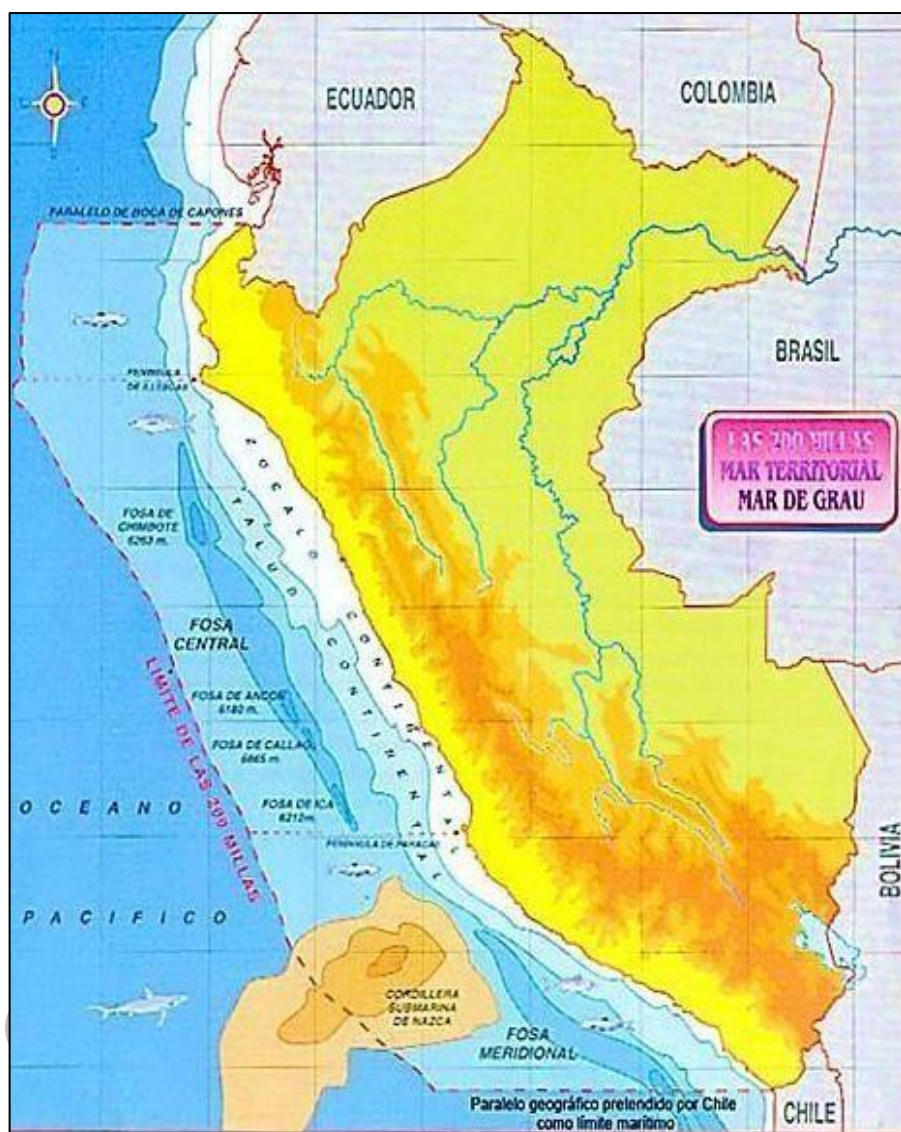 ECUADOR
COLOMBIA
PARALELO DE BOCA DE CAPONES
BRASIL
PENINSULA
DE ILLESCAS
LAS 200 MILLAS
MAR TERRITORIAL
MAR DE GRAU
ZOCALO CONTINENTAL
TALUD CONTINENTAL
FOSA DE
CHIMBOTE
6263 m.
FOSA
CENTRAL
LIMITE DE LAS 200 MILLAS
FOSA DE ANCON
6180 m.
FOSA DE CALLAO
6865 m.
FOSA DE ICA
6212m.
OCEANO
PENINSULA DE PARACAS
BOLIVIA
PACIFICO
CORDILLERA
SUBMARINA
DE NAZCA
FOSA
MERIDIONAL
Paralelo geográfico pretendido por Chile
como límite marítimo
CHILE